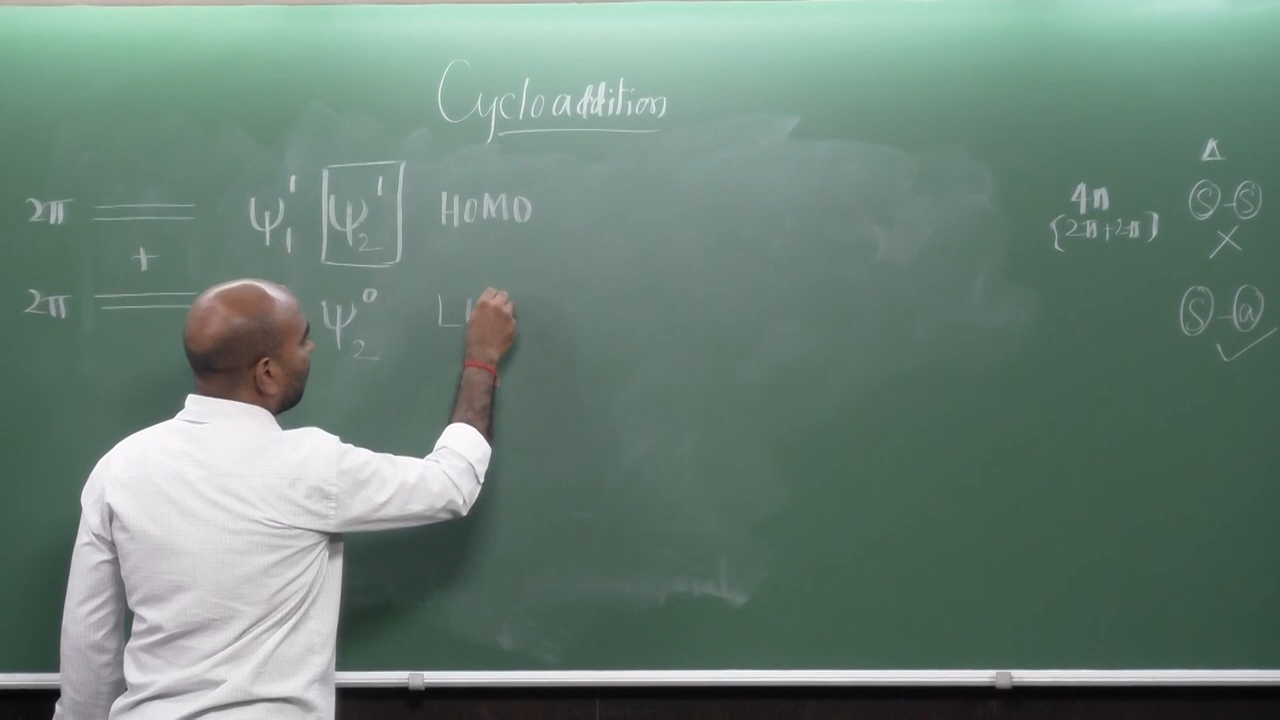 Cycloaddition
2π ψ₁¹ ψ₂¹ HOMO
+
2π ψ₂⁰ L
Δ
4n (S)-(S)
{2π+2π} X
(S)-(a)
✓